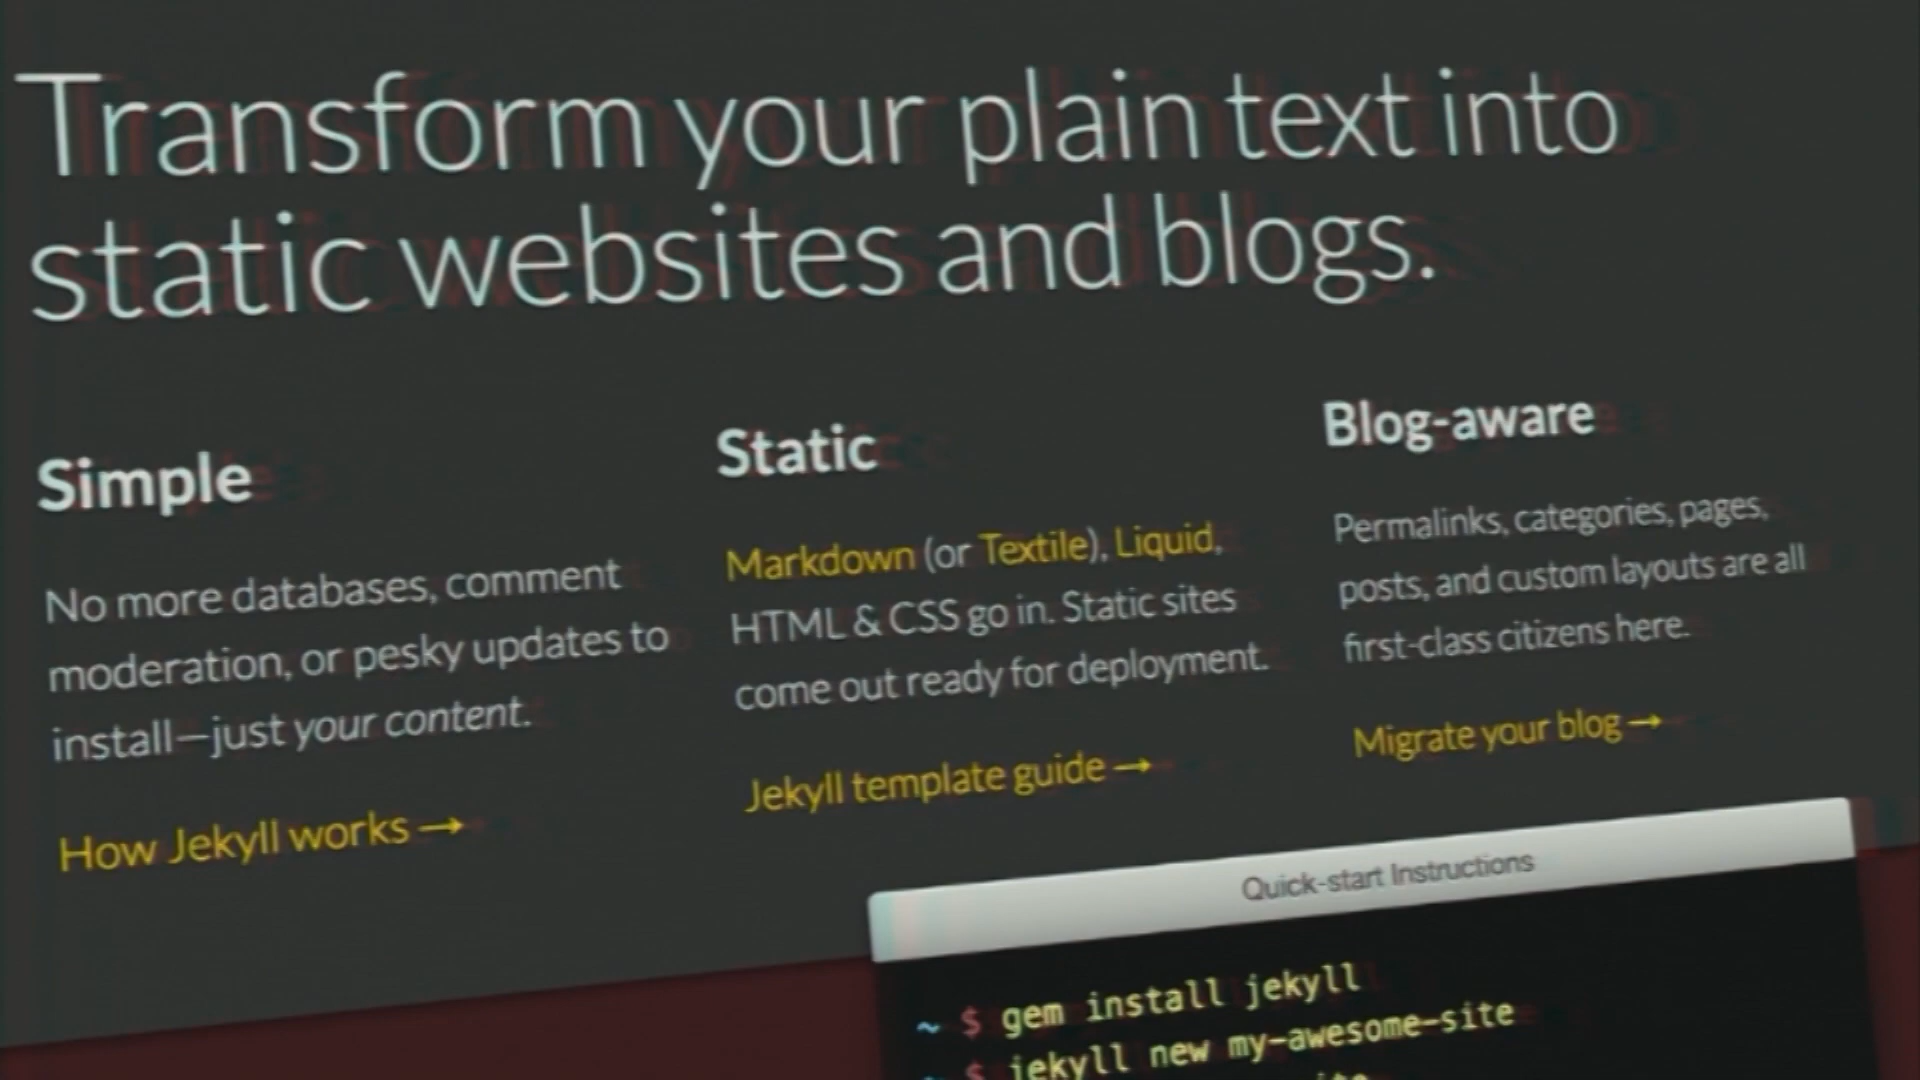 Transform your plain text into
static websites and blogs.
Simple
No more databases, comment
moderation, or pesky updates to
install—just your content.
How Jekyll works →
Static
Markdown (or Textile), Liquid,
HTML & CSS go in. Static sites
come out ready for deployment.
Jekyll template guide →
Blog-aware
Permalinks, categories, pages,
posts, and custom layouts are all
first-class citizens here.
Migrate your blog →
Quick-start Instructions
~ $ gem install jekyll
~ $ jekyll new my-awesome-site